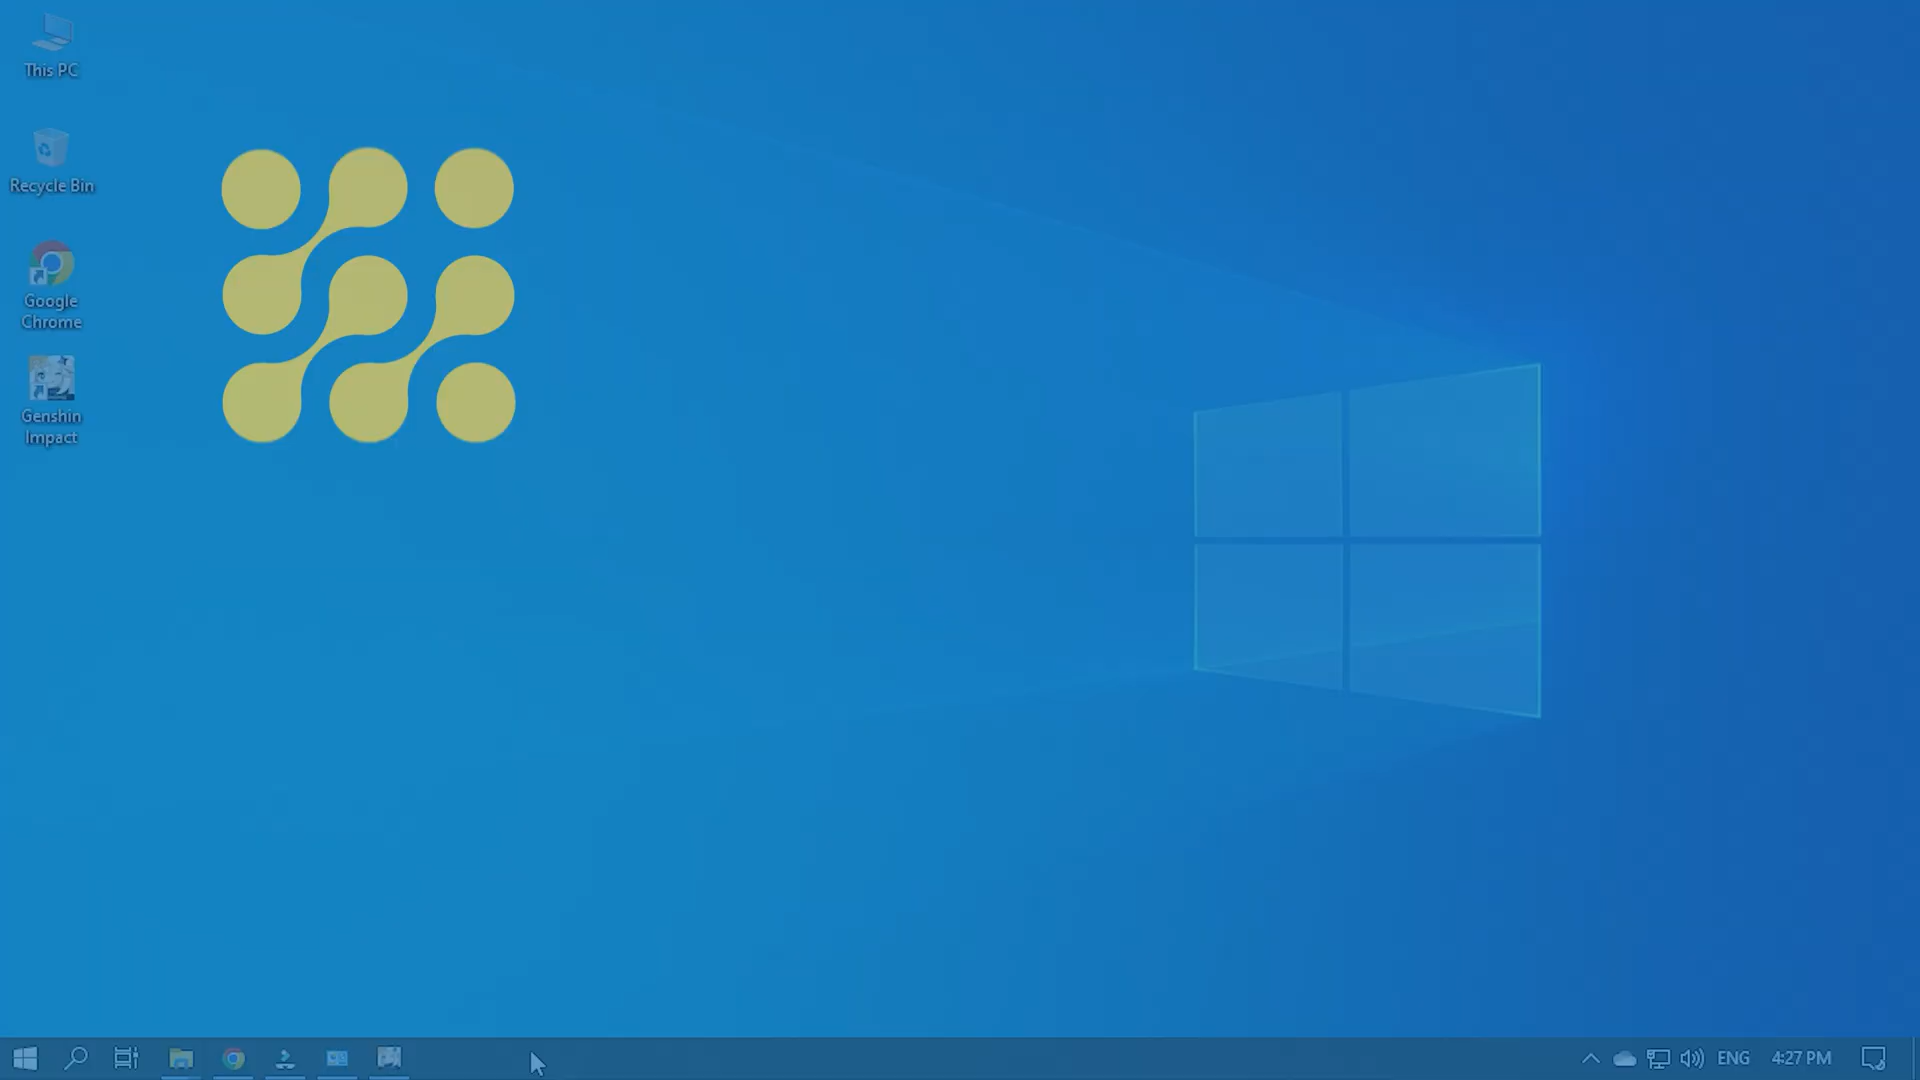 This PC
Recycle Bin
Google
Chrome
Genshin
Impact
ENG
4:27 PM